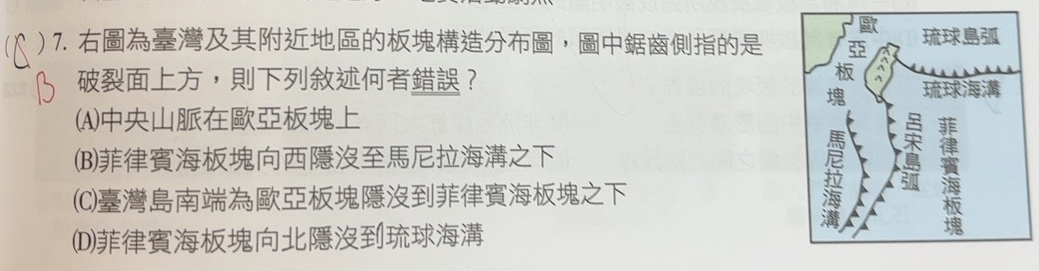 (C)7. 右圖為臺灣及其附近地區的板塊構造分布圖，圖中鋸齒側指的是
B 破裂面上方，則下列敘述何者錯誤？
(A)中央山脈在歐亞板塊上
(B)菲律賓海板塊向西隱沒至馬尼拉海溝之下
(C)臺灣島南端為歐亞板塊隱沒到菲律賓海板塊之下
(D)菲律賓海板塊向北隱沒到琉球海溝
歐亞板塊
琉球島弧
琉球海溝
馬尼拉海溝
呂宋島弧
菲律賓海板塊